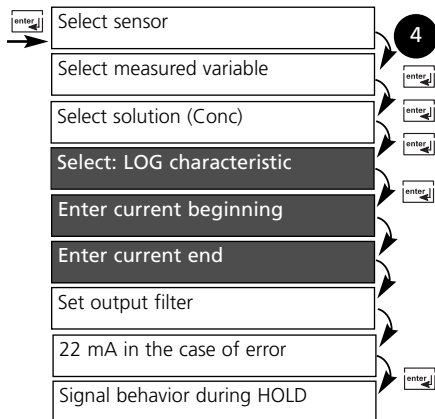 enter
Select sensor
4
Select measured variable
enter
Select solution (Conc)
enter
enter
Select: LOG characteristic
enter
Enter current beginning
Enter current end
Set output filter
22 mA in the case of error
enter
Signal behavior during HOLD